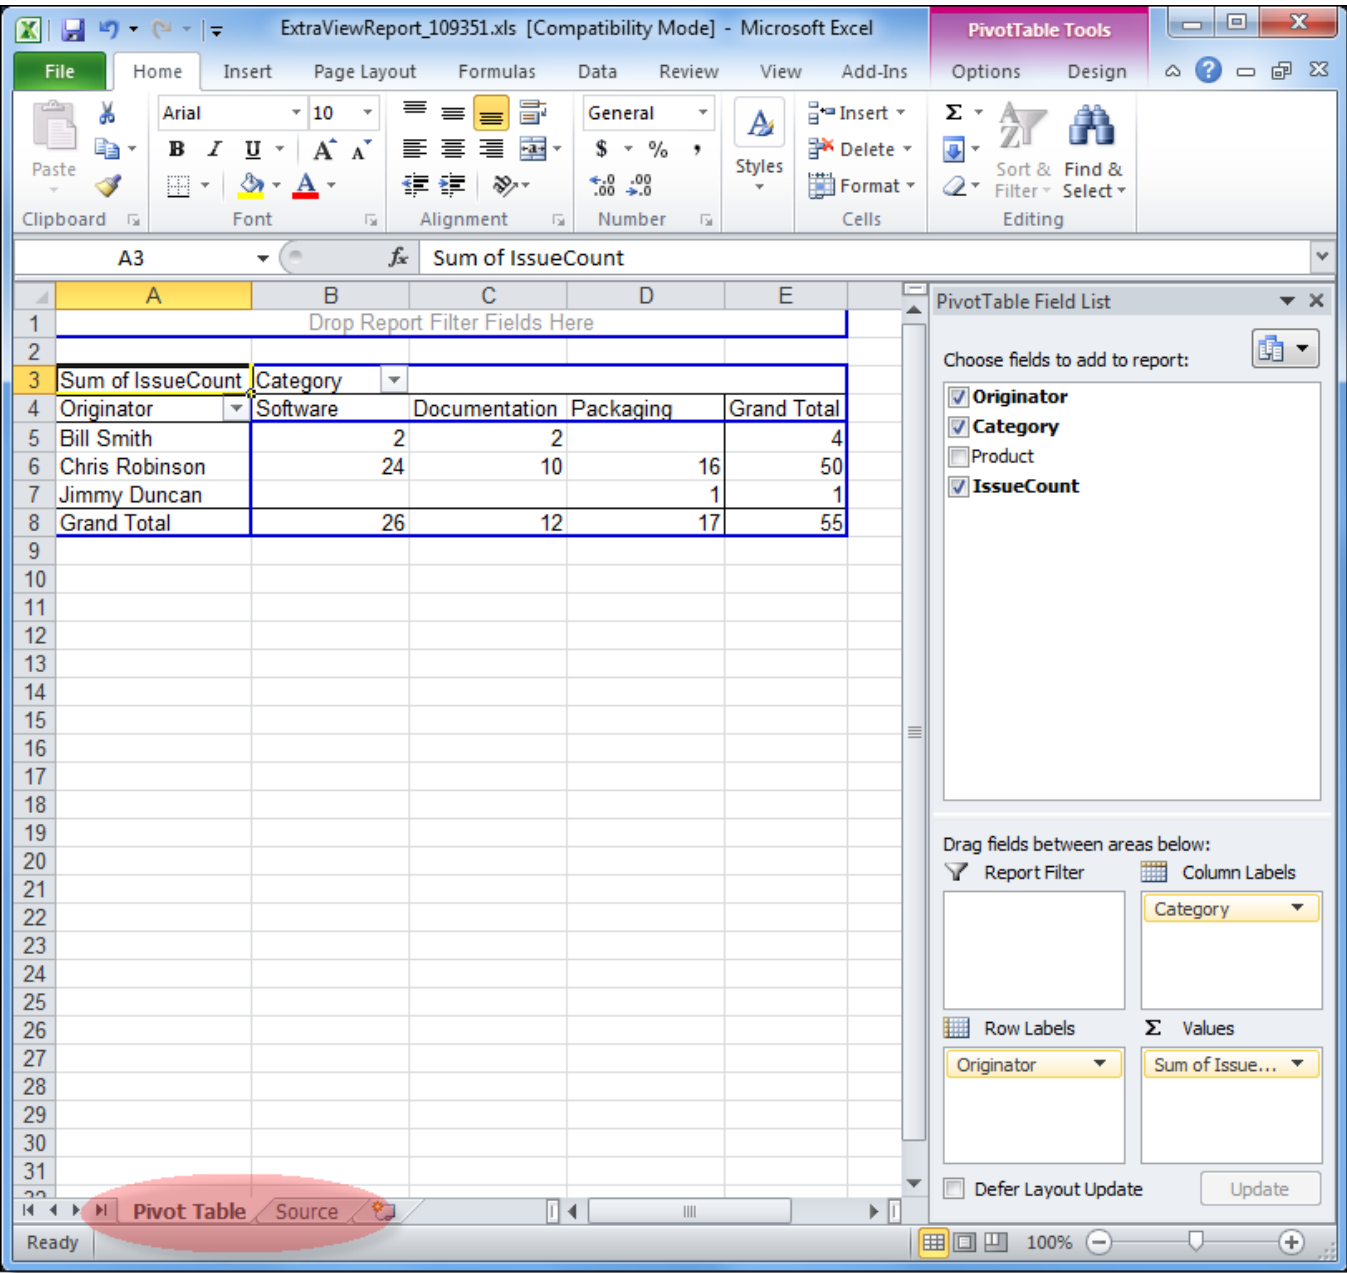 ExtraViewReport_109351.xls [Compatibility Mode] - Microsoft Excel
PivotTable Tools
File Home Insert Page Layout Formulas Data Review View Add-Ins Options Design
Arial 10 General Insert
Paste B I U A A $ % , Styles Delete Sort & Filter Find & Select
A .0 .00 .00 .0 Format
Clipboard Font Alignment Number Cells Editing
A3 fx Sum of IssueCount
A B C D E
1 Drop Report Filter Fields Here
2
3 Sum of IssueCount Category
4 Originator Software Documentation Packaging Grand Total
5 Bill Smith 2 2 4
6 Chris Robinson 24 10 16 50
7 Jimmy Duncan 1 1
8 Grand Total 26 12 17 55
9
10
11
12
13
14
15
16
17
18
19
20
21
22
23
24
25
26
27
28
29
30
31
32
PivotTable Field List
Choose fields to add to report:
Originator
Category
Product
IssueCount
Drag fields between areas below:
Report Filter Column Labels
Category
Row Labels Σ Values
Originator Sum of Issue...
Defer Layout Update Update
Pivot Table Source
Ready 100%